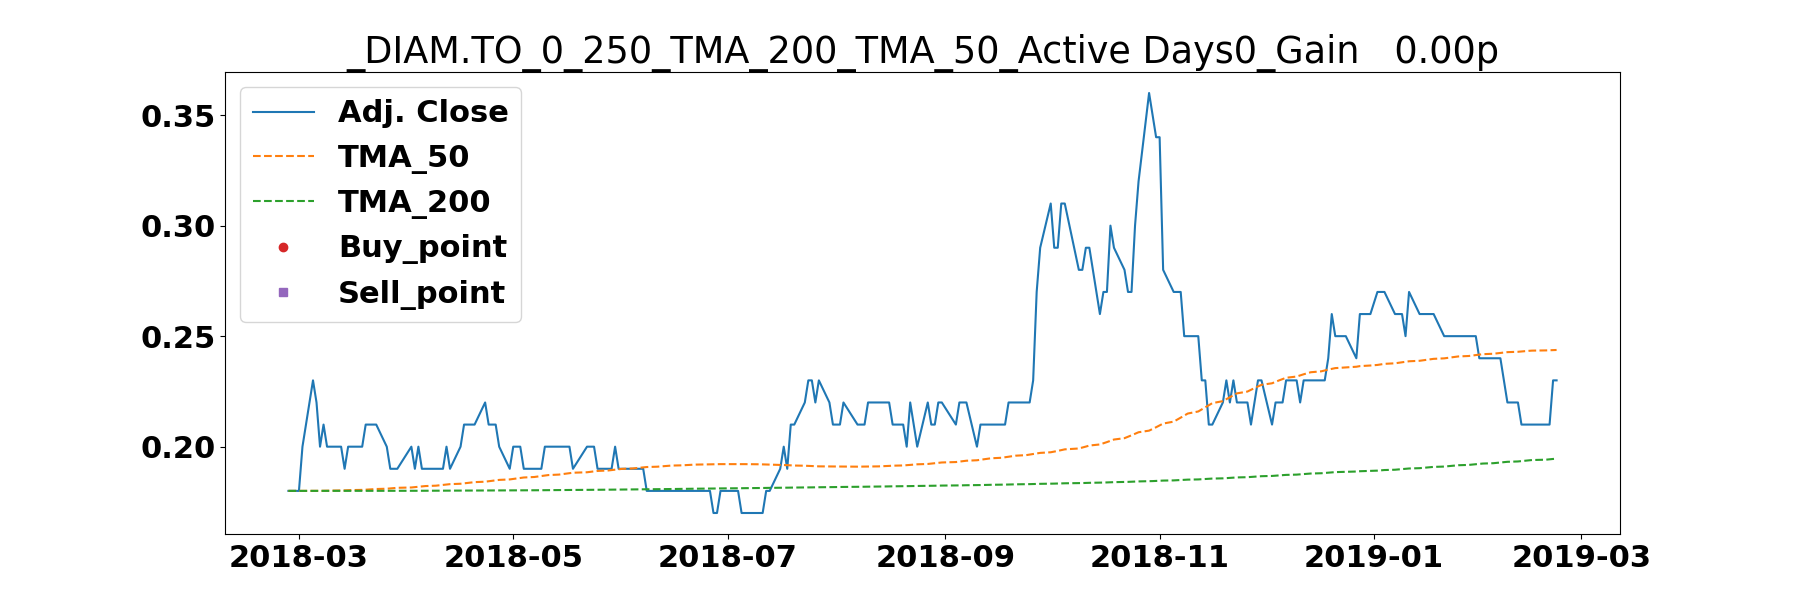 _DIAM.TO_0_250_TMA_200_TMA_50_Active Days0_Gain   0.00p
Adj. Close
TMA_50
TMA_200
Buy_point
Sell_point
0.35
0.30
0.25
0.20
2018-03 2018-05 2018-07 2018-09 2018-11 2019-01 2019-03